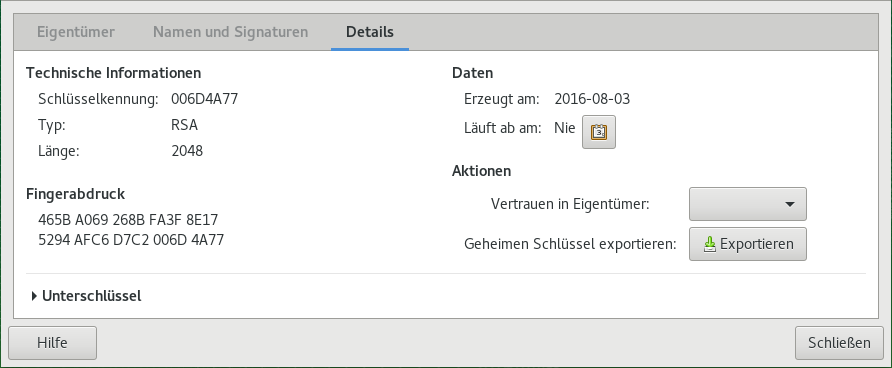 Eigentümer Namen und Signaturen Details
Technische Informationen
Schlüsselkennung: 006D4A77
Typ: RSA
Länge: 2048
Fingerabdruck
465B A069 268B FA3F 8E17
5294 AFC6 D7C2 006D 4A77
Daten
Erzeugt am: 2016-08-03
Läuft ab am: Nie
Aktionen
Vertrauen in Eigentümer:
Geheimen Schlüssel exportieren: Exportieren
Unterschlüssel
Hilfe Schließen